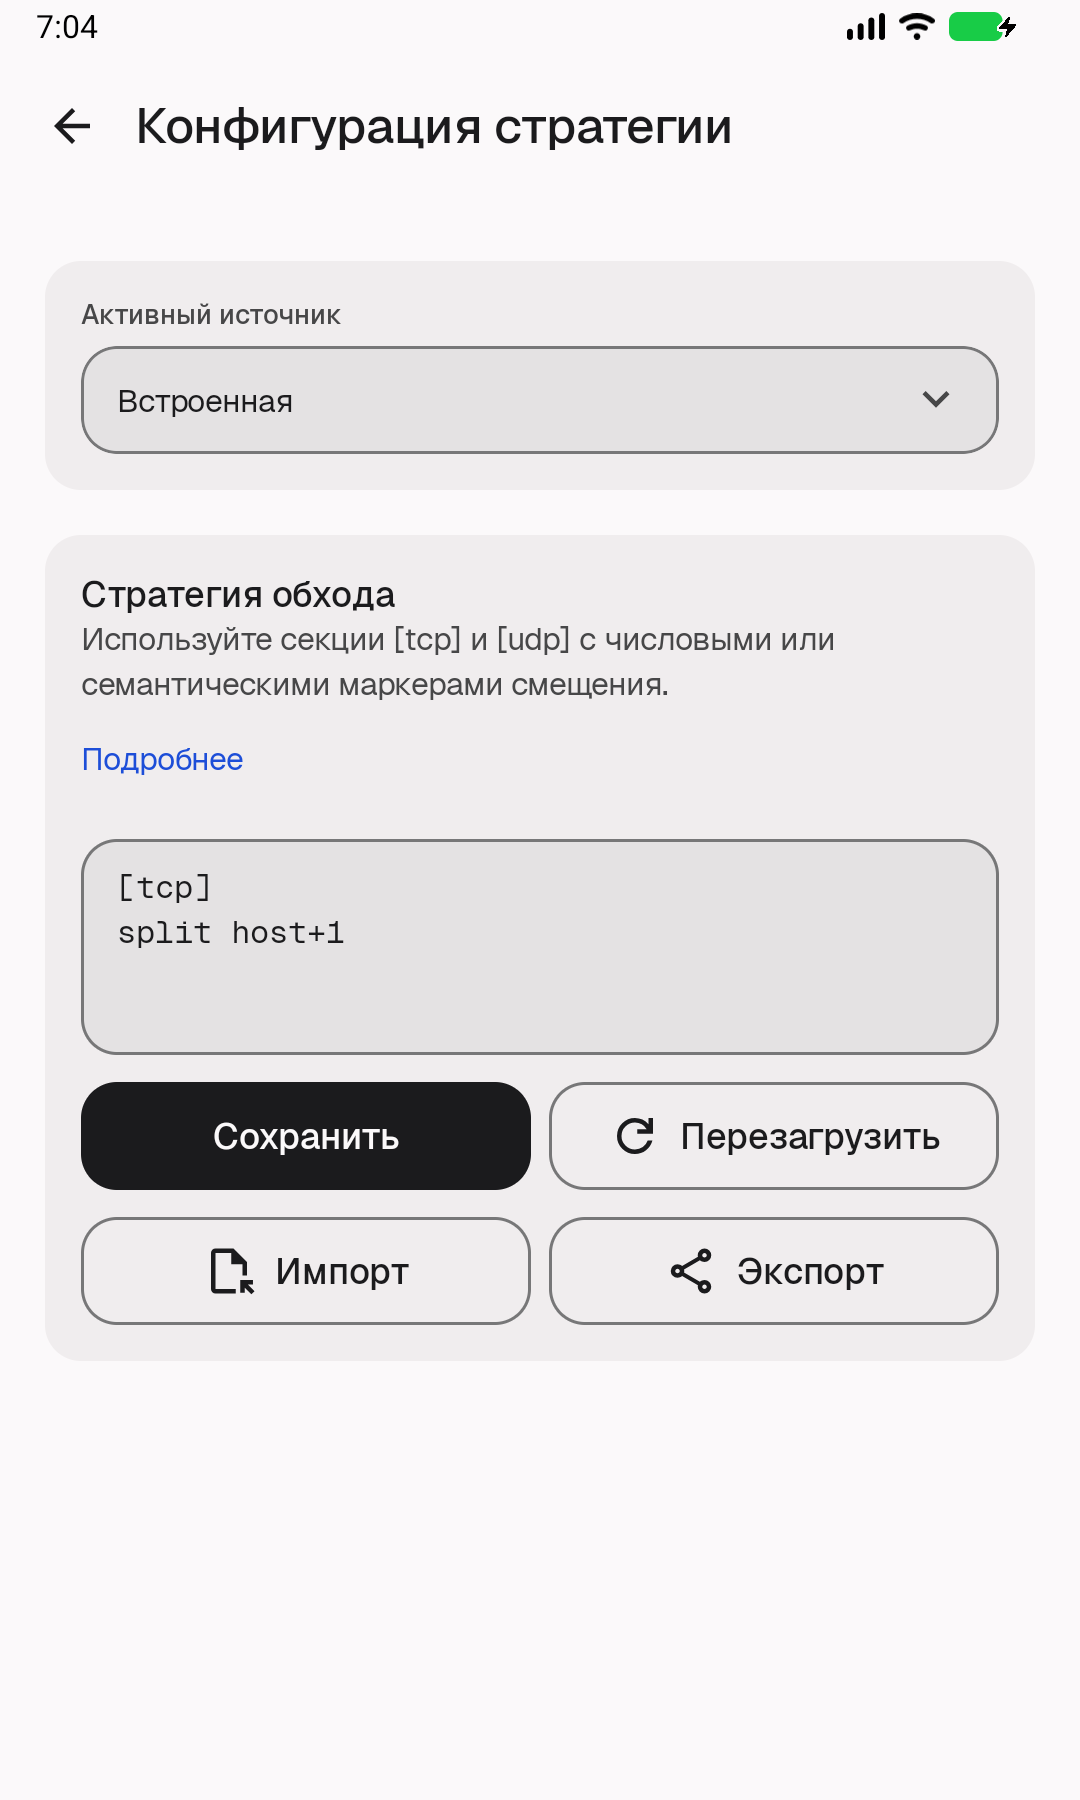 7:04
Конфигурация стратегии
Активный источник
Встроенная
Стратегия обхода
Используйте секции [tcp] и [udp] с числовыми или
семантическими маркерами смещения.
Подробнее
[tcp]
split host+1
Сохранить
Перезагрузить
Импорт
Экспорт